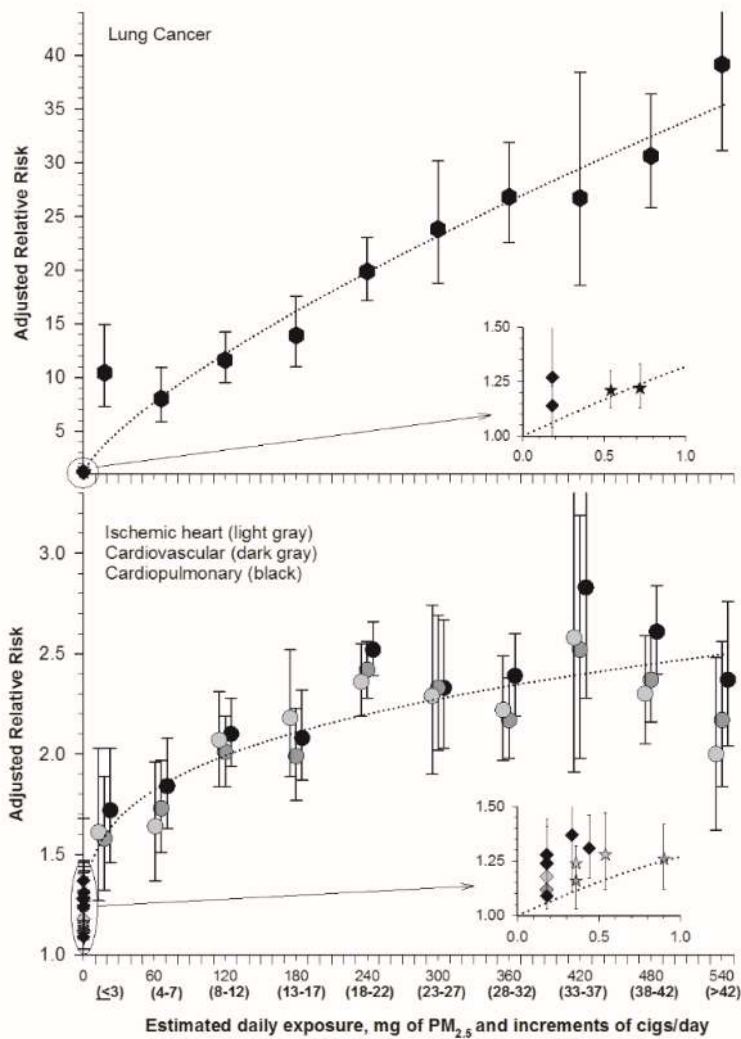 Lung Cancer
40
35
30
25
20
15
10
5
Adjusted Relative Risk
1.50
1.25
1.00
0.0 0.5 1.0
Ischemic heart (light gray)
Cardiovascular (dark gray)
Cardiopulmonary (black)
3.0
2.5
2.0
1.5
1.0
Adjusted Relative Risk
1.50
1.25
1.00
0.0 0.5 1.0
0 60 120 180 240 300 360 420 480 540
(≤3) (4-7) (8-12) (13-17) (18-22) (23-27) (28-32) (33-37) (38-42) (>42)
Estimated daily exposure, mg of PM2.5 and increments of cigs/day